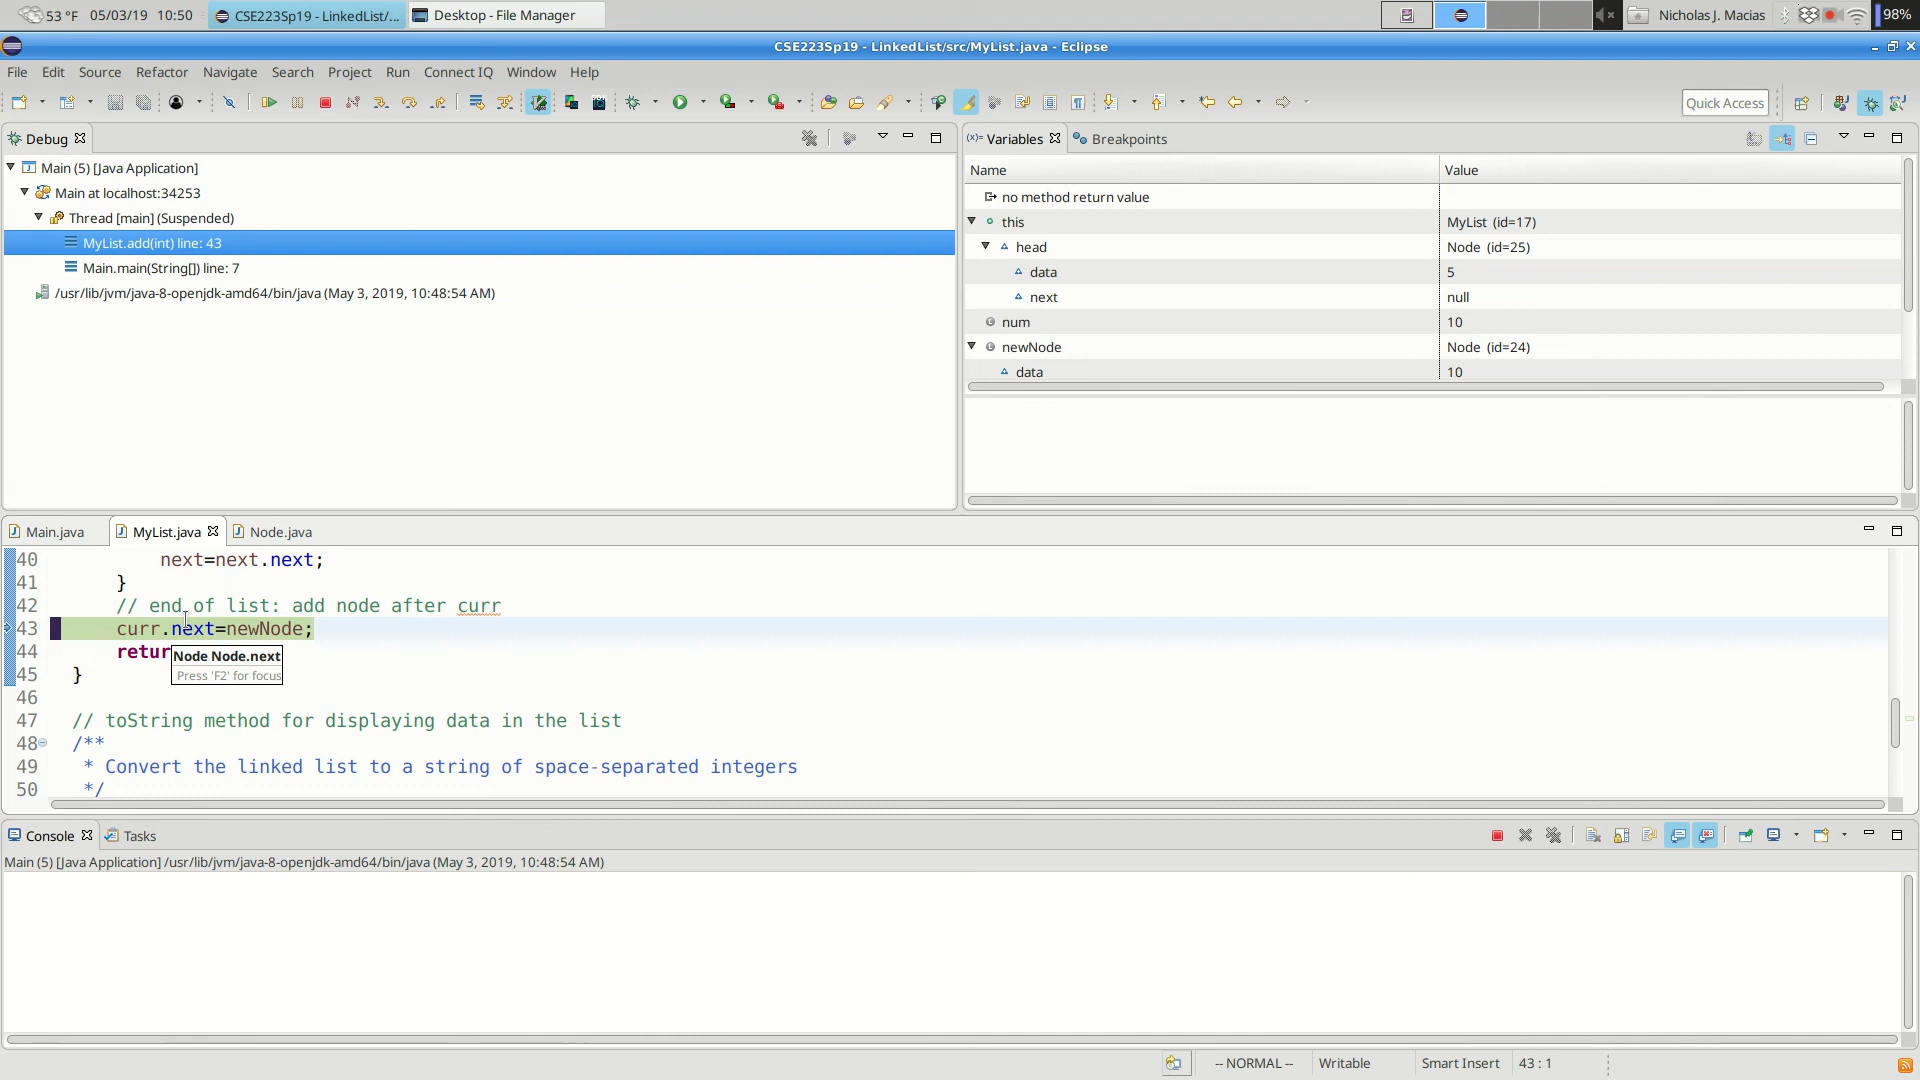 53 °F 05/03/19 10:50 CSE223Sp19 - LinkedList/... Desktop - File Manager Nicholas J. Macias 98%
CSE223Sp19 - LinkedList/src/MyList.java - Eclipse
File Edit Source Refactor Navigate Search Project Run Connect IQ Window Help
Quick Access
Debug
Main (5) [Java Application]
Main at localhost:34253
Thread [main] (Suspended)
MyList.add(int) line: 43
Main.main(String[]) line: 7
/usr/lib/jvm/java-8-openjdk-amd64/bin/java (May 3, 2019, 10:48:54 AM)
(x)= Variables Breakpoints
Name Value
no method return value
this MyList (id=17)
head Node (id=25)
data 5
next null
num 10
newNode Node (id=24)
data 10
Main.java MyList.java Node.java
40 next=next.next;
41 }
42 // end of list: add node after curr
43 curr.next=newNode;
44 retur
Node Node.next
Press 'F2' for focus
45 }
46
47 // toString method for displaying data in the list
48 /**
49 * Convert the linked list to a string of space-separated integers
50 */
Console Tasks
Main (5) [Java Application] /usr/lib/jvm/java-8-openjdk-amd64/bin/java (May 3, 2019, 10:48:54 AM)
-- NORMAL -- Writable Smart Insert 43 : 1